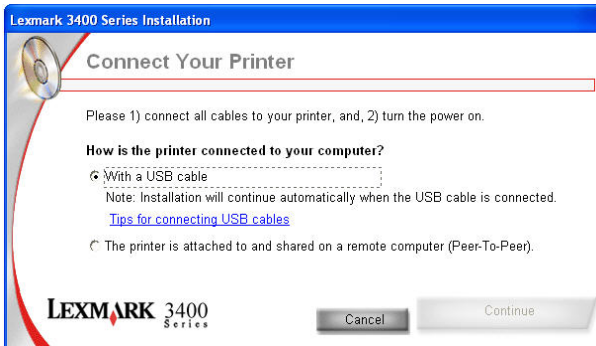 Lexmark 3400 Series Installation
Connect Your Printer
Please 1) connect all cables to your printer, and, 2) turn the power on.
How is the printer connected to your computer?
With a USB cable
Note: Installation will continue automatically when the USB cable is connected.
Tips for connecting USB cables
The printer is attached to and shared on a remote computer (Peer-To-Peer).
LEXMARK 3400
Series
Cancel
Continue